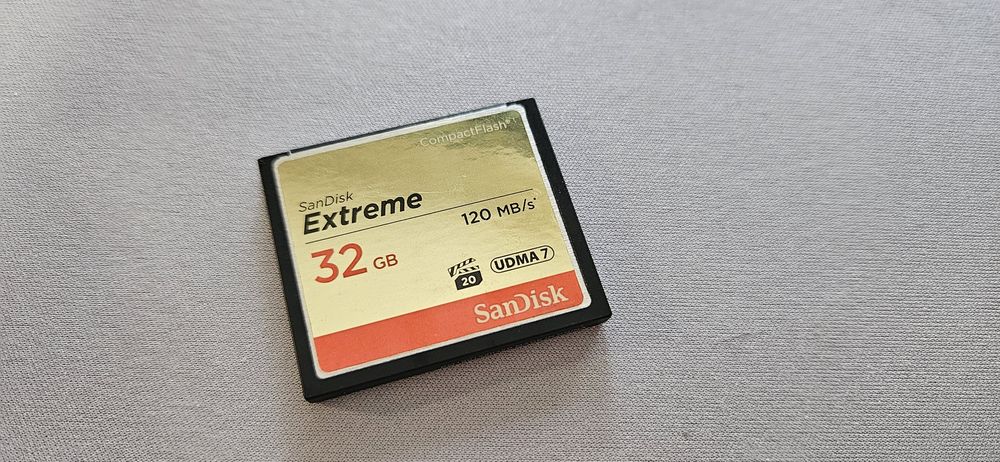 CompactFlash®
SanDisk
Extreme
120 MB/s*
32 GB
20
UDMA 7
SanDisk